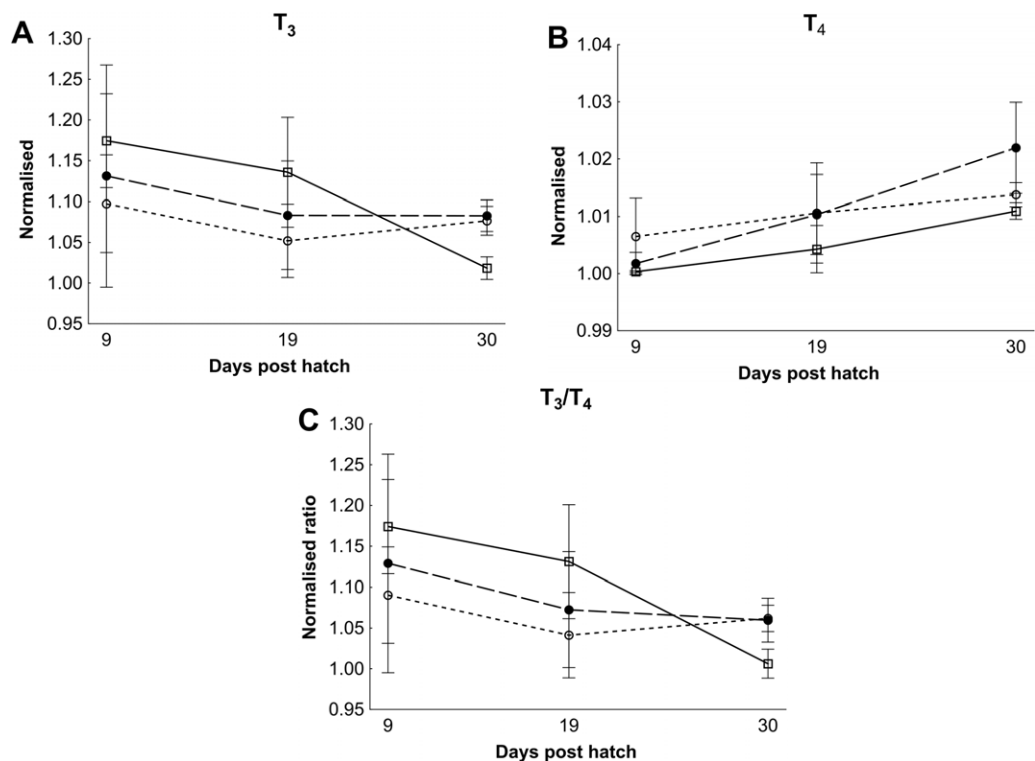 A
T₃
1.30
1.25
1.20
1.15
1.10
1.05
1.00
0.95
Normalised
9
19
30
Days post hatch
B
T₄
1.04
1.03
1.02
1.01
1.00
0.99
Normalised
9
19
30
Days post hatch
C
T₃/T₄
1.30
1.25
1.20
1.15
1.10
1.05
1.00
0.95
Normalised ratio
9
19
30
Days post hatch